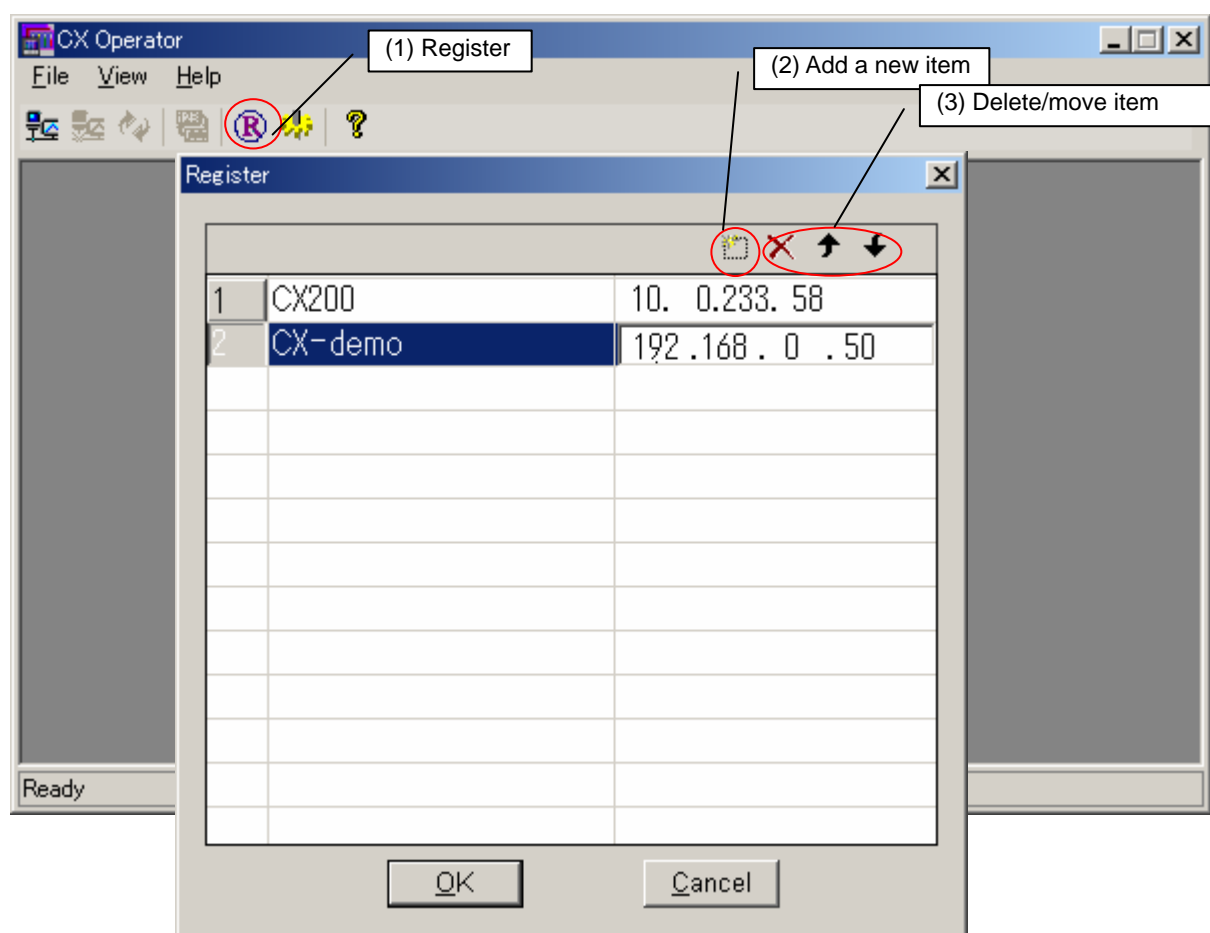 CX Operator
(1) Register
(2) Add a new item
File View Help
(3) Delete/move item
R ?
Register
1 CX200 10. 0.233. 58
2 CX-demo 192 .168 . 0 . 50
Ready
OK Cancel